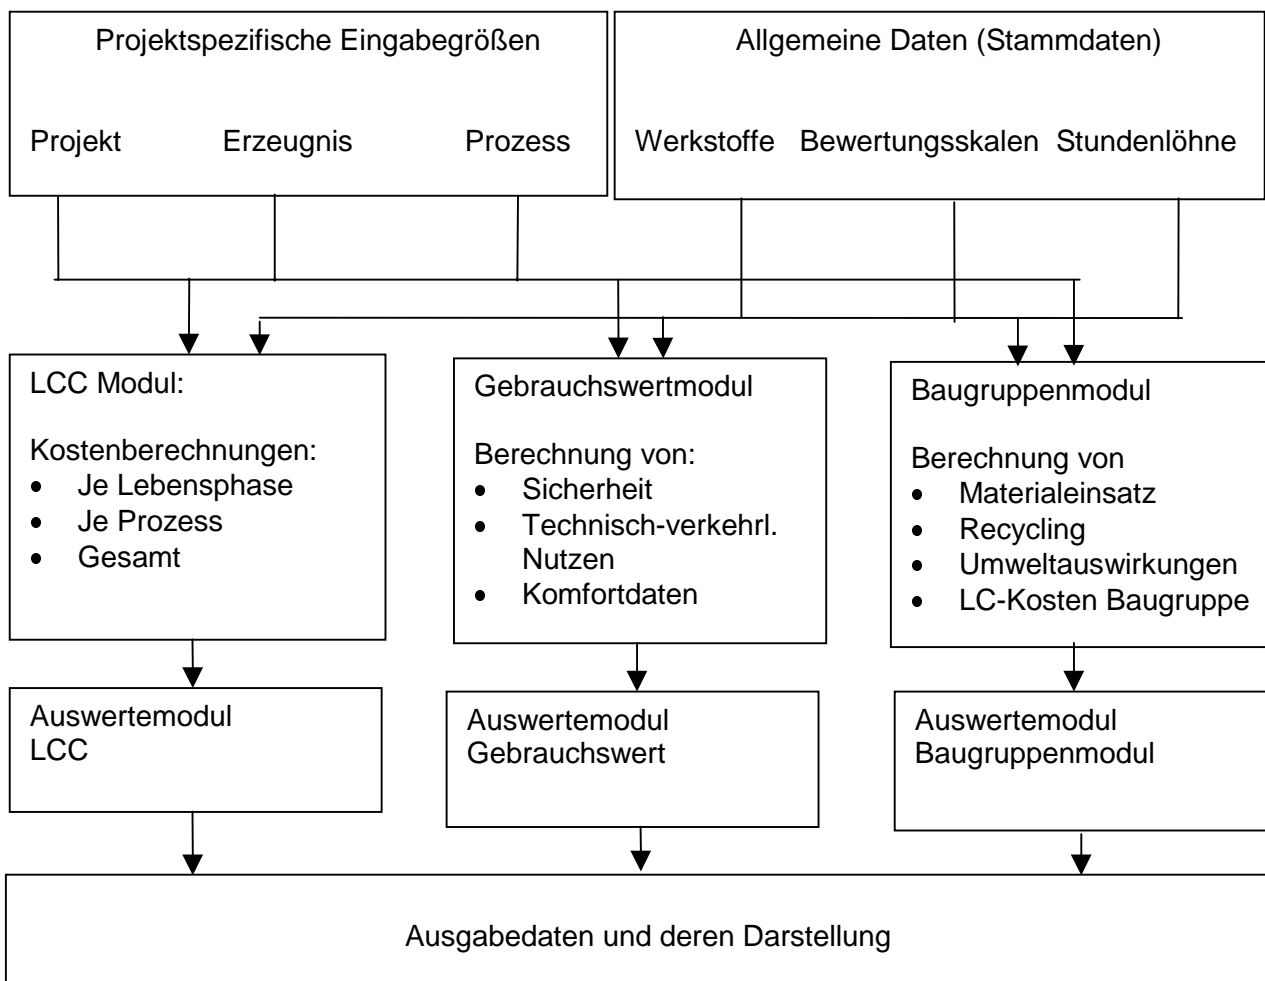 Projektspezifische Eingabegrößen
Projekt Erzeugnis Prozess
Allgemeine Daten (Stammdaten)
Werkstoffe Bewertungsskalen Stundenlöhne
LCC Modul:
Kostenberechnungen:
• Je Lebensphase
• Je Prozess
• Gesamt
Gebrauchswertmodul
Berechnung von:
• Sicherheit
• Technisch-verkehrl.
Nutzen
• Komfortdaten
Baugruppenmodul
Berechnung von
• Materialeinsatz
• Recycling
• Umweltauswirkungen
• LC-Kosten Baugruppe
Auswertemodul
LCC
Auswertemodul
Gebrauchswert
Auswertemodul
Baugruppenmodul
Ausgabedaten und deren Darstellung